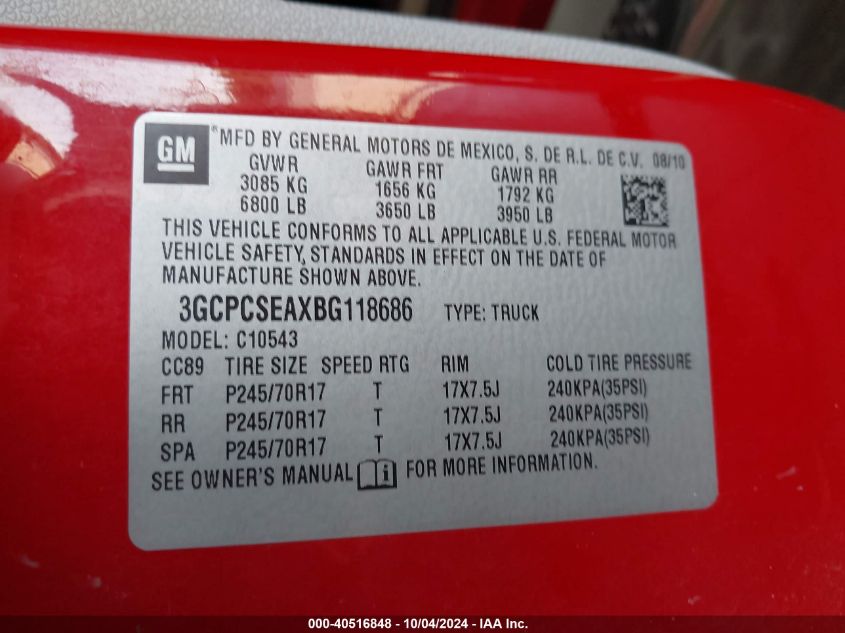 GM
®MFD BY GENERAL MOTORS DE MEXICO, S. DE R.L. DE C.V. 08/10
GVWR GAWR FRT GAWR RR
3085 KG 1656 KG 1792 KG
6800 LB 3650 LB 3950 LB
THIS VEHICLE CONFORMS TO ALL APPLICABLE U.S. FEDERAL MOTOR
VEHICLE SAFETY, STANDARDS IN EFFECT ON THE DATE OF
MANUFACTURE SHOWN ABOVE.
3GCPCSEAXBG118686 TYPE: TRUCK
MODEL: C10543
CC89 TIRE SIZE SPEED RTG RIM COLD TIRE PRESSURE
FRT P245/70R17 T 17X7.5J 240KPA(35PSI)
RR P245/70R17 T 17X7.5J 240KPA(35PSI)
SPA P245/70R17 T 17X7.5J 240KPA(35PSI)
SEE OWNER'S MANUAL i FOR MORE INFORMATION.
000-40516848 - 10/04/2024 - IAA Inc.